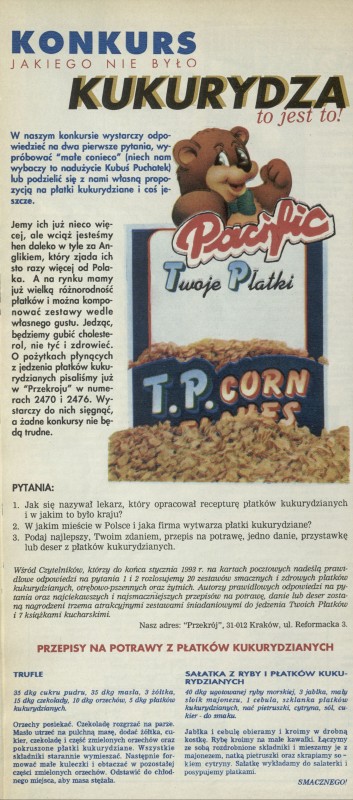 KONKURS
JAKIEGO NIE BYŁO
KUKURYDZA
to jest to!
W naszym konkursie wystarczy odpo-
wiedzieć na dwa pierwsze pytania, wy-
próbować "małe conieco" (niech nam
wybaczy to nadużycie Kubuś Puchatek)
lub podzielić się z nami własną propo-
zycją na płatki kukurydziane i coś je-
szcze.
Jemy ich już nieco wię-
cej, ale wciąż jesteśmy
hen daleko w tyle za An-
glikiem, który zjada ich
sto razy więcej od Pola-
ka. A na rynku mamy
już wielką różnorodność
płatków i można kompo-
nować zestawy wedle
własnego gustu. Jedząc,
będziemy gubić choleste-
rol, nie tyć i zdrowieć.
O pożytkach płynących
z jedzenia płatków kuku-
rydzianych pisaliśmy już
w "Przekroju" w nume-
rach 2470 i 2476. Wy-
starczy do nich sięgnąć,
a żadne konkursy nie bę-
dą trudne.
Pacyfic
Twoje Płatki
T.P. CORN
FLAKES
PYTANIA:
1. Jak się nazywał lekarz, który opracował recepturę płatków kukurydzianych
i w jakim to było kraju?
2. W jakim mieście w Polsce i jaka firma wytwarza płatki kukurydziane?
3. Podaj najlepszy, Twoim zdaniem, przepis na potrawę, jedno danie, przystawkę
lub deser z płatków kukurydzianych.
Wśród Czytelników, którzy do końca stycznia 1993 r. na kartach pocztowych nadeślą prawi-
dłowe odpowiedzi na pytania 1 i 2 rozlosujemy 20 zestawów smacznych i zdrowych płatków
kukurydzianych, otrębowo-pszennych oraz żytnich. Autorzy prawidłowych odpowiedzi na py-
tania oraz najciekawszych i najsmaczniejszych przepisów na potrawę, danie lub deser zosta-
ną nagrodzeni trzema atrakcyjnymi zestawami śniadaniowymi do jedzenia Twoich Płatków
i 7 książkami kucharskimi.
Nasz adres: "Przekrój", 31-012 Kraków, ul. Reformacka 3.
PRZEPISY NA POTRAWY Z PŁATKÓW KUKURYDZIANYCH
TRUFLE
35 dkg cukru pudru, 35 dkg masła, 3 żółtka,
15 dkg czekolady, 10 dkg orzechów, 5 dkg płatków
kukurydzianych.
Orzechy posiekać. Czekoladę rozgrzać na parze.
Masło utrzeć na pulchną masę, dodać żółtka, cu-
kier, czekoladę i część zmielonych orzechów oraz
pokruszone płatki kukurydziane. Wszystkie
składniki starannie wymieszać. Następnie for-
mować małe kuleczki i obtaczać w pozostałej
części zmielonych orzechów. Odstawić do chłod-
nego miejsca, aby masa stężała.
SAŁATKA Z RYBY I PŁATKÓW KUKU-
RYDZIANYCH
40 dkg ugotowanej ryby morskiej, 3 jabłka, mały
słoik majonezu, 1 cebula, szklanka płatków
kukurydzianych, nać pietruszki, cytryna, sól, cu-
kier - do smaku.
Jabłka i cebulę obieramy i kroimy w drobną
kostkę. Rybę kroimy na małe kawałki. Łączymy
ze sobą rozdrobnione składniki i mieszamy je z
majonezem, natką pietruszki oraz skrapiamy so-
kiem cytryny. Sałatkę wykładamy do salaterki i
posypujemy płatkami.
SMACZNEGO!